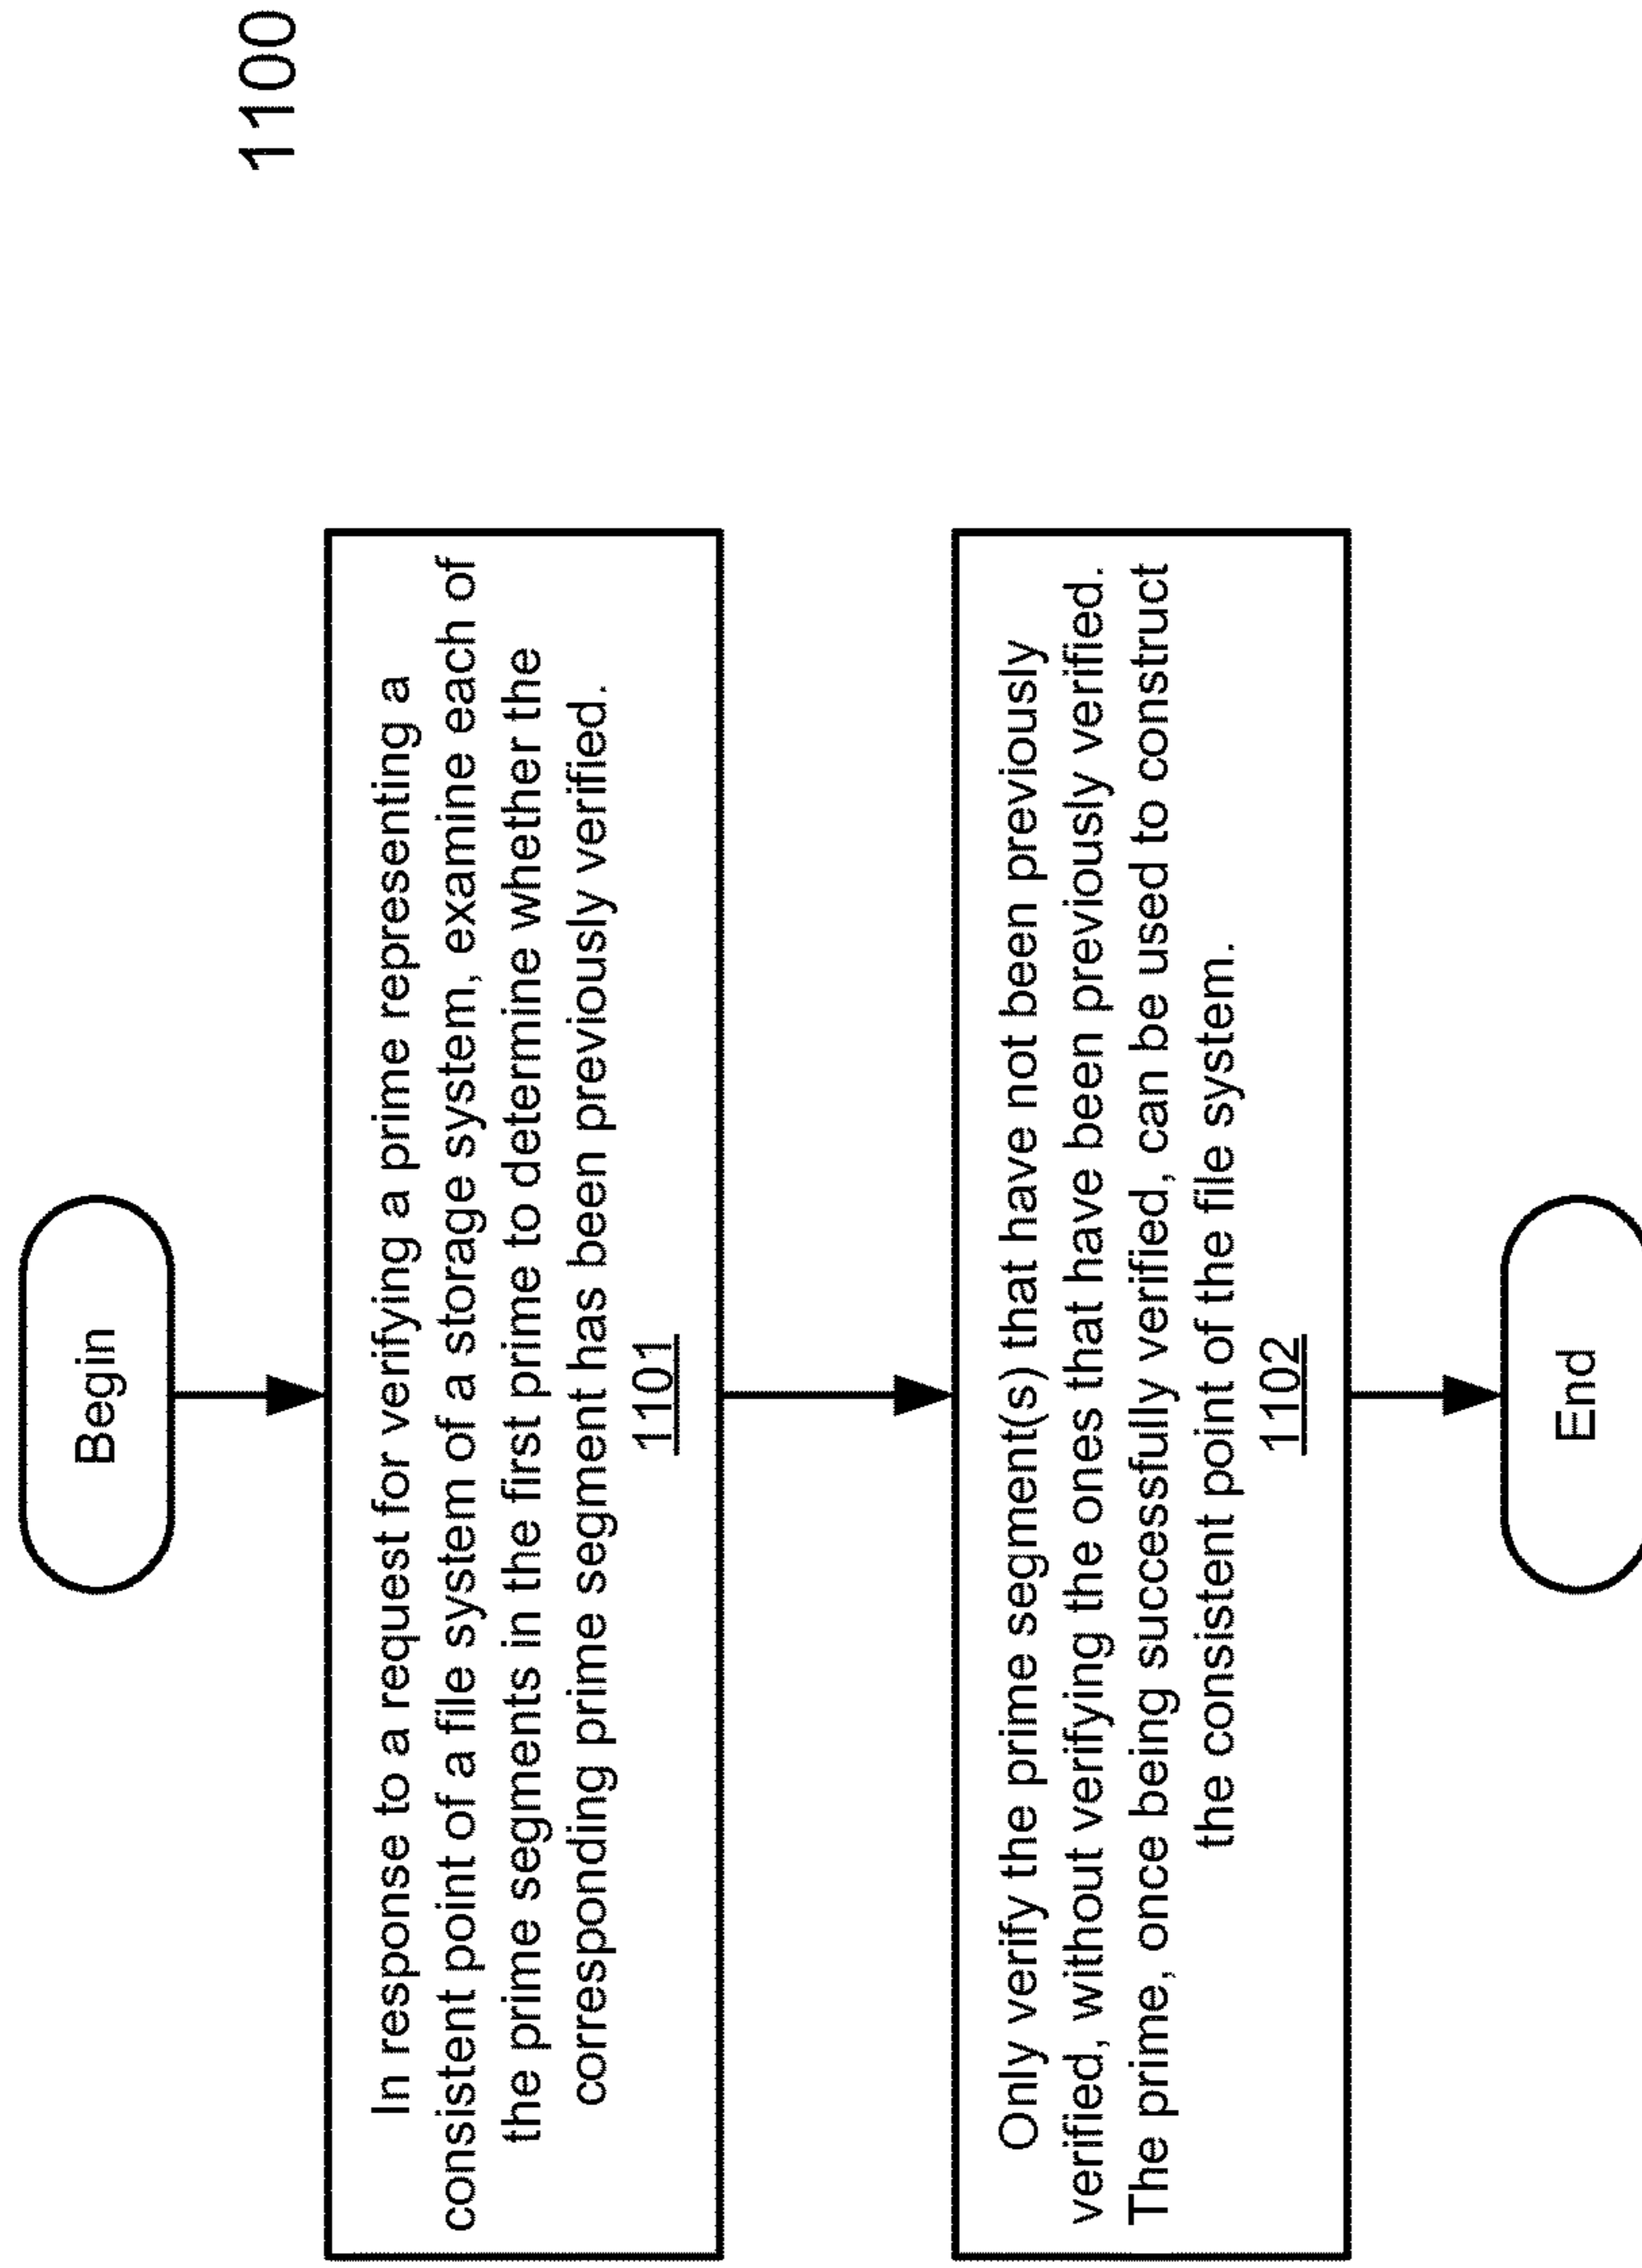 1100
Begin
In response to a request for verifying a prime representing a
consistent point of a file system of a storage system, examine each of
the prime segments in the first prime to determine whether the
corresponding prime segment has been previously verified.
1101
Only verify the prime segment(s) that have not been previously
verified, without verifying the ones that have been previously verified.
The prime, once being successfully verified, can be used to construct
the consistent point of the file system.
1102
End